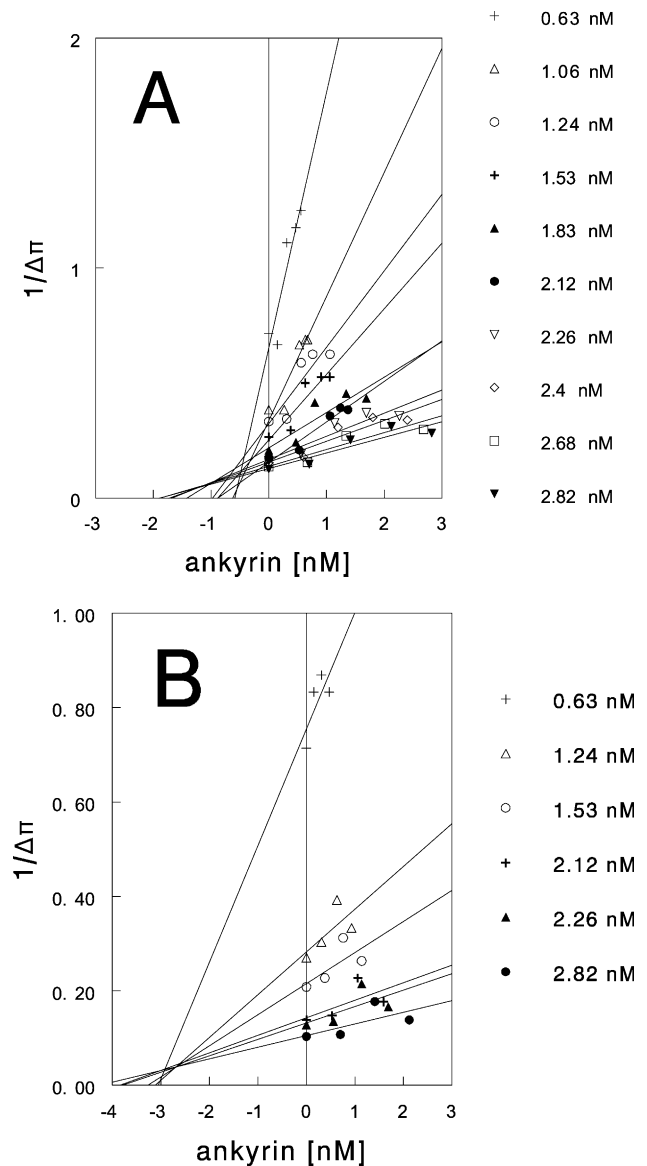 A
2
1
0
1/Δπ
-3 -2 -1 0 1 2 3
ankyrin [nM]
0.63 nM
1.06 nM
1.24 nM
1.53 nM
1.83 nM
2.12 nM
2.26 nM
2.4 nM
2.68 nM
2.82 nM
B
1. 00
0. 80
0. 60
0. 40
0. 20
0. 00
1/Δπ
-4 -3 -2 -1 0 1 2 3
ankyrin [nM]
0.63 nM
1.24 nM
1.53 nM
2.12 nM
2.26 nM
2.82 nM